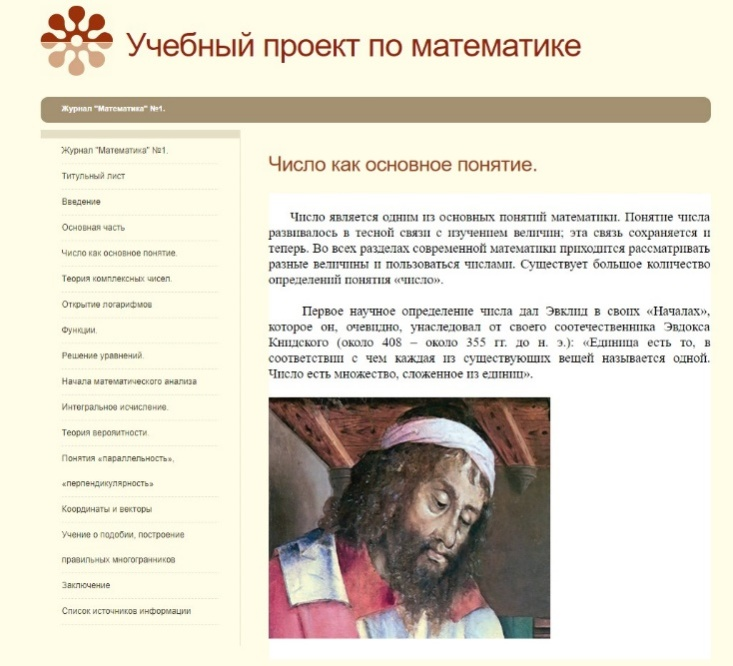 Учебный проект по математике
Журнал "Математика" №1.
Журнал "Математика" №1.
Титульный лист
Введение
Основная часть
Число как основное понятие.
Теория комплексных чисел.
Открытие логарифмов
Функции.
Решение уравнений.
Начала математического анализа
Интегральное исчисление.
Теория вероятности.
Понятия «параллельность»,
«перпендикулярность»
Координаты и векторы
Учение о подобии, построение
правильных многогранников
Заключение
Список источников информации
Число как основное понятие.
Число является одним из основных понятий математики. Понятие числа
развивалось в тесной связи с изучением величин; эта связь сохраняется и
теперь. Во всех разделах современной математики приходится рассматривать
разные величины и пользоваться числами. Существует большое количество
определений понятия «число».
Первое научное определение числа дал Эвклид в своих «Началах»,
которое он, очевидно, унаследовал от своего соотечественника Эвдокса
Книдского (около 408 – около 355 гг. до н. э.): «Единица есть то, в
соответствии с чем каждая из существующих вещей называется одной.
Число есть множество, сложенное из единиц».